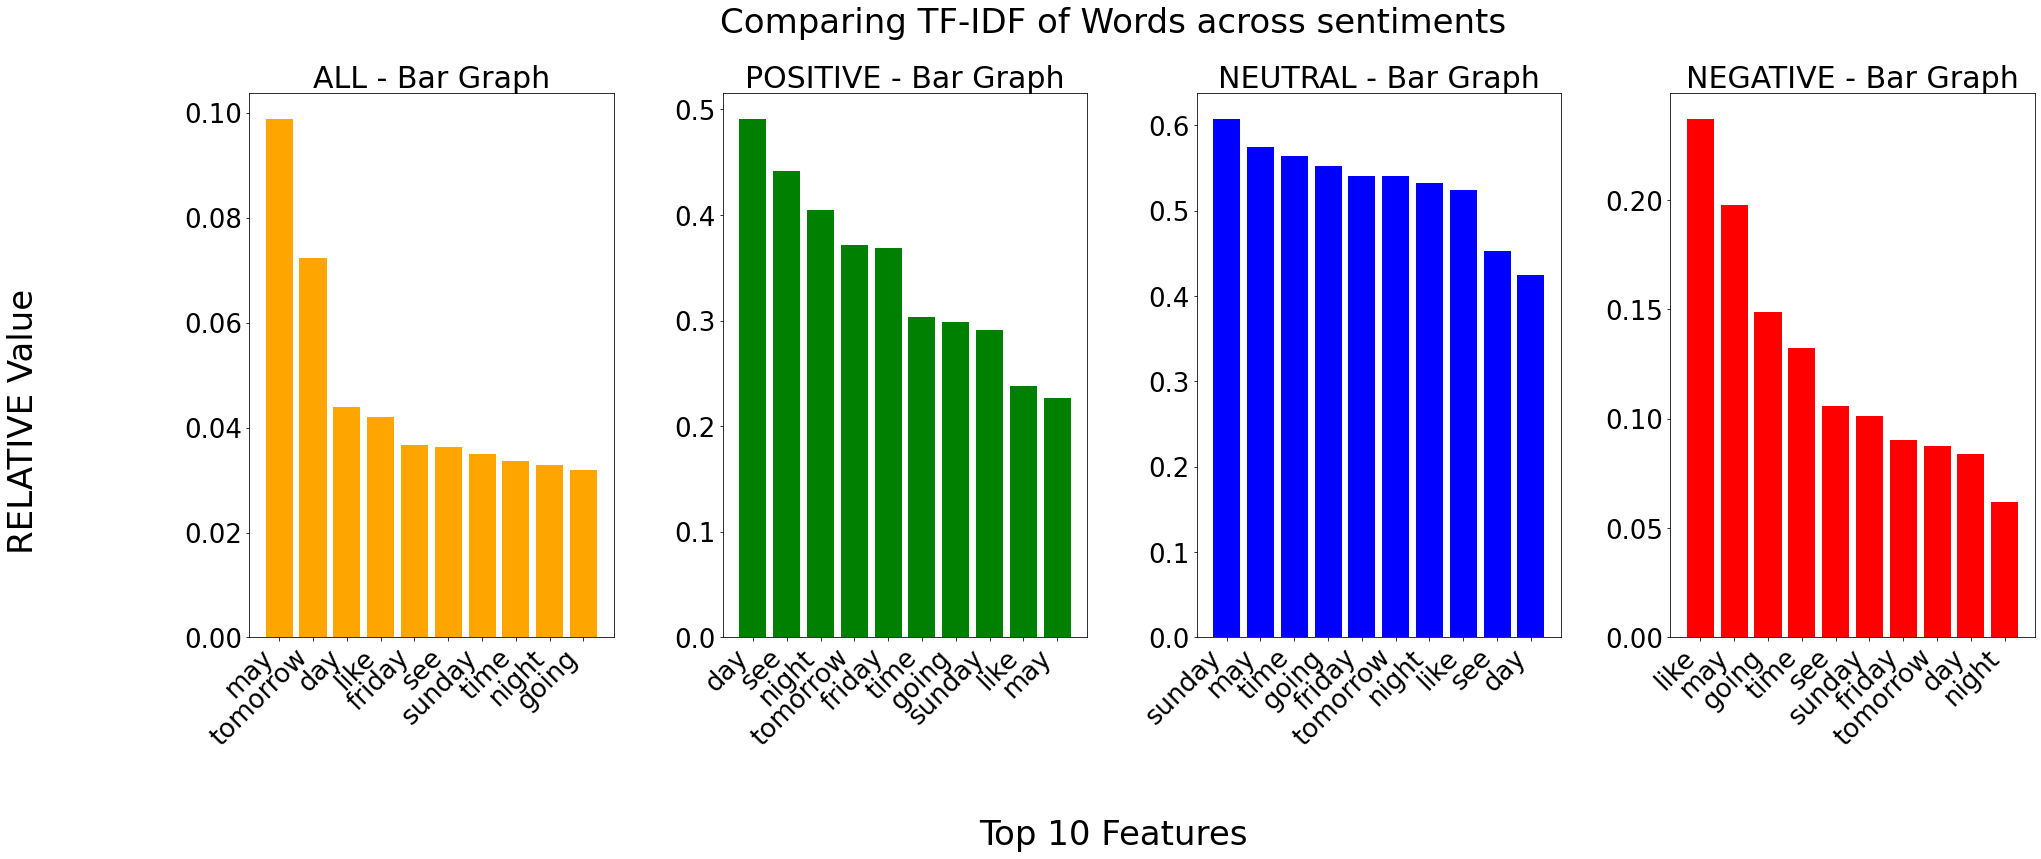 Comparing TF-IDF of Words across sentiments
RELATIVE Value
ALL - Bar Graph
0.10
0.08
0.06
0.04
0.02
0.00
may
tomorrow
day
like
friday
see
sunday
time
night
going
POSITIVE - Bar Graph
0.5
0.4
0.3
0.2
0.1
0.0
day
see
night
tomorrow
friday
time
going
sunday
like
may
NEUTRAL - Bar Graph
0.6
0.5
0.4
0.3
0.2
0.1
0.0
sunday
may
time
going
friday
tomorrow
night
like
see
day
NEGATIVE - Bar Graph
0.20
0.15
0.10
0.05
0.00
like
may
going
time
see
sunday
friday
tomorrow
day
night
Top 10 Features